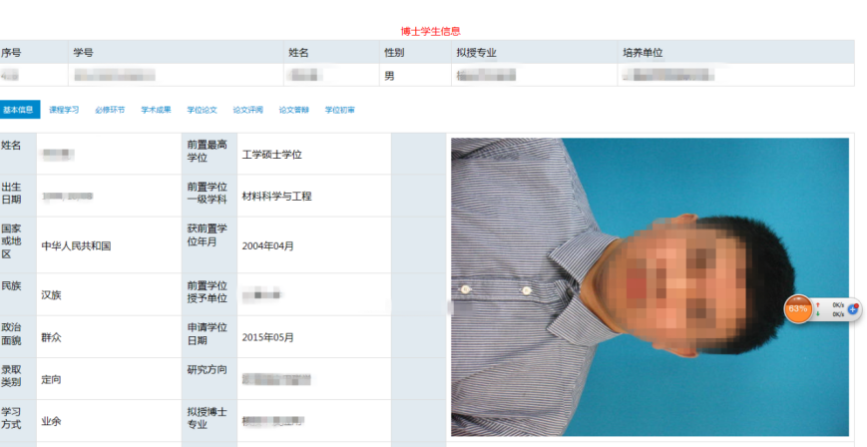 博士学生信息
序号 学号 姓名 性别 拟授专业 培养单位
男
基本信息 课程学习 必修环节 学术成果 学位论文 论文评阅 论文答辩 学位初审
姓名 前置最高学位 工学硕士学位
出生日期 前置学位一级学科 材料科学与工程
国家或地区 中华人民共和国 获前置学位年月 2004年04月
民族 汉族 前置学位授予单位
政治面貌 群众 申请学位日期 2015年05月
录取类别 定向 研究方向
学习方式 业余 拟授博士专业
63% 0K/s
0K/s